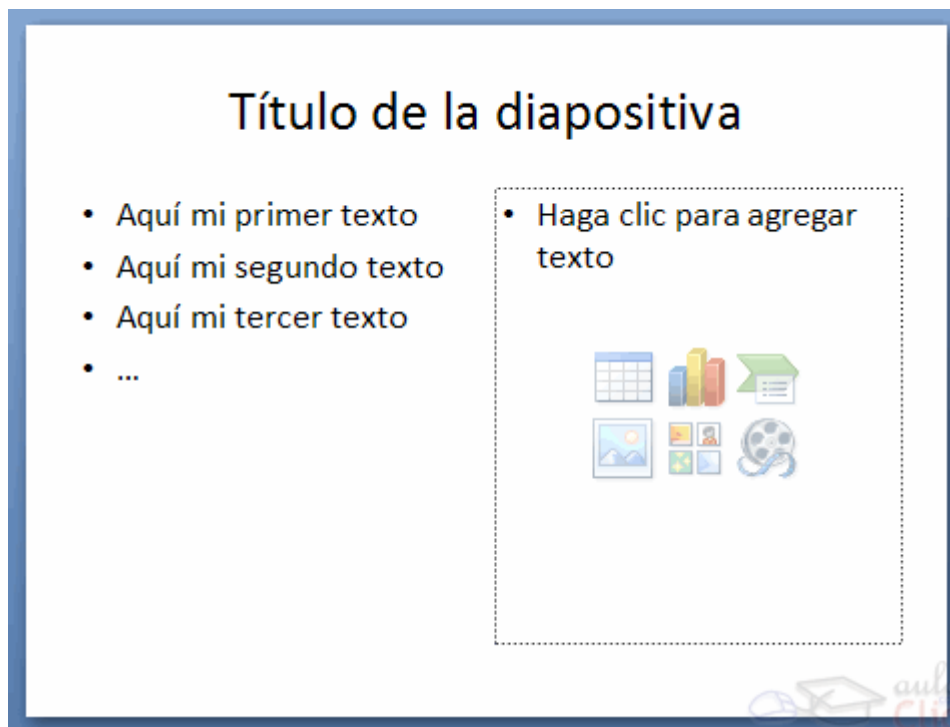 Título de la diapositiva
• Aquí mi primer texto
• Aquí mi segundo texto
• Aquí mi tercer texto
• ...
• Haga clic para agregar
texto